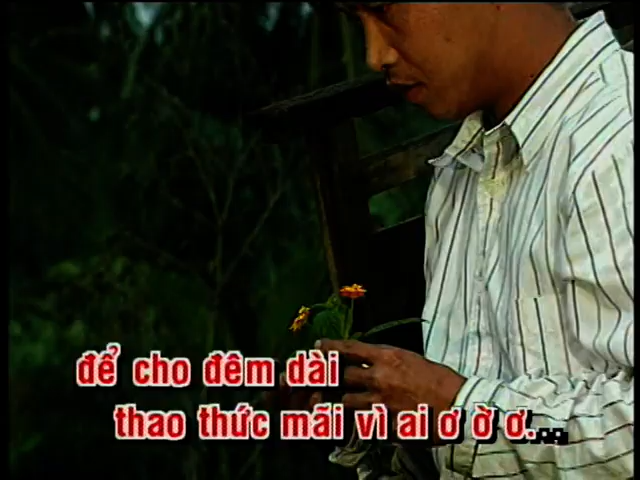 để cho đêm dài
thao thức mãi vì ai ơ ờ ơ....